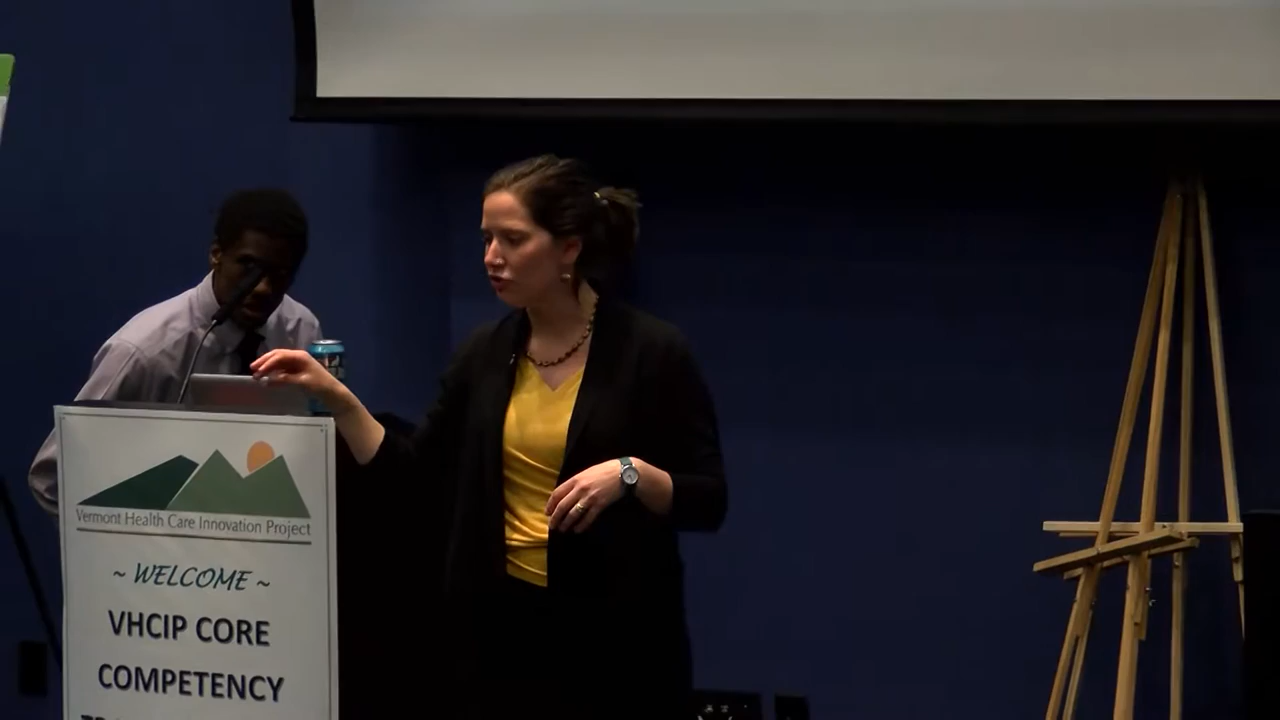 Vermont Health Care Innovation Project
~ WELCOME ~
VHCIP CORE
COMPETENCY